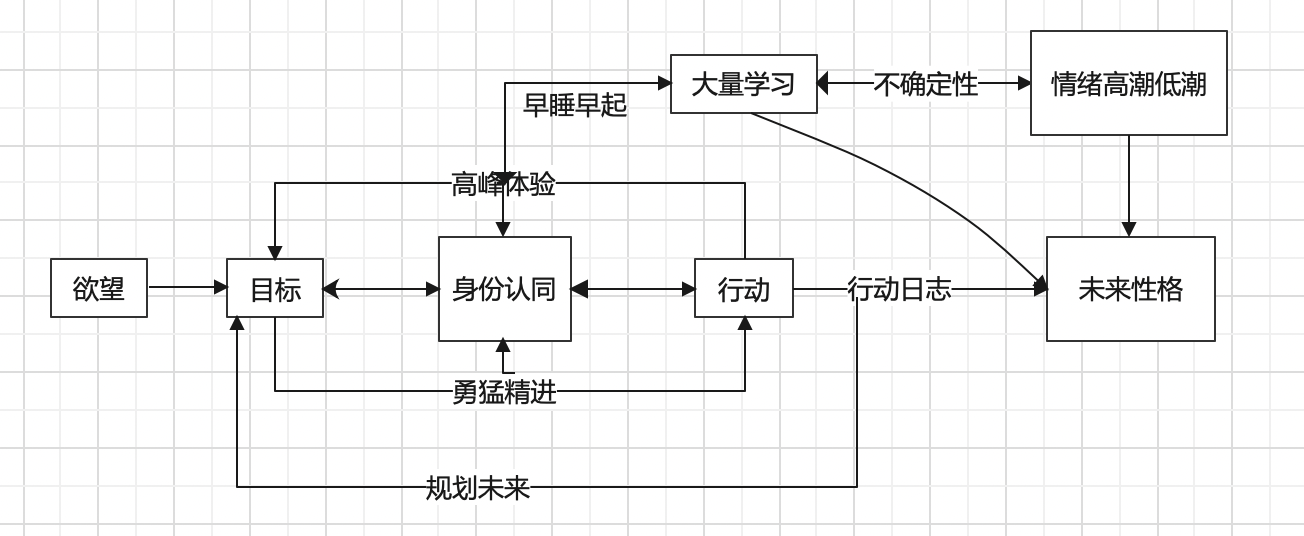 大量学习
不确定性
情绪高潮低潮
早睡早起
高峰体验
欲望
目标
身份认同
行动
行动日志
未来性格
勇猛精进
规划未来